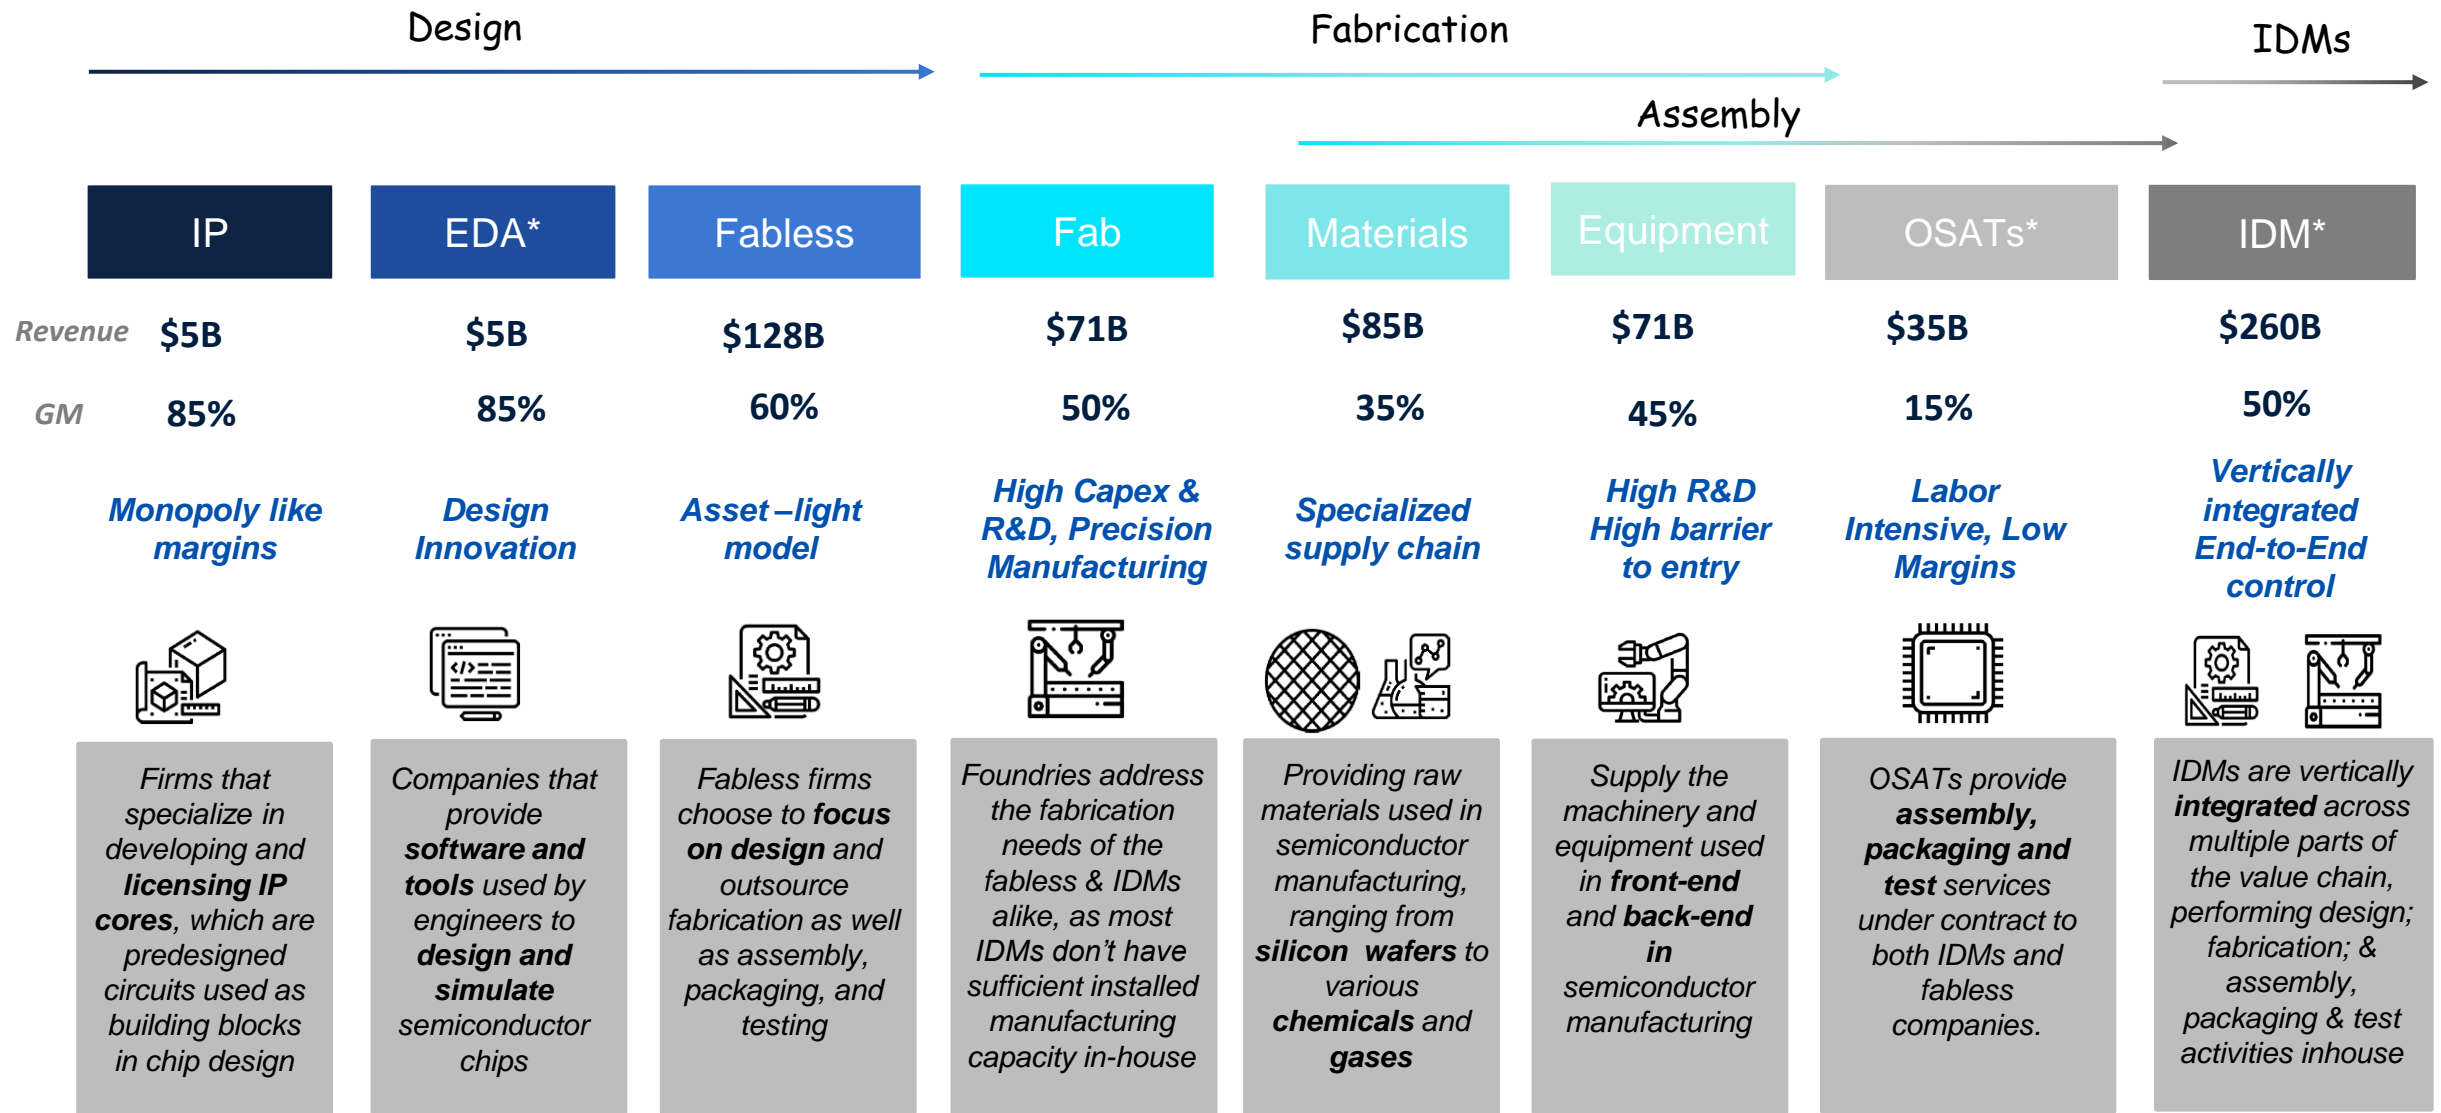 Design
Fabrication
IDMs
Assembly
IP
EDA*
Fabless
Fab
Materials
Equipment
OSATs*
IDM*
Revenue
$5B
$5B
$128B
$71B
$85B
$71B
$35B
$260B
GM
85%
85%
60%
50%
35%
45%
15%
50%
Monopoly like
margins
Design
Innovation
Asset –light
model
High Capex &
R&D, Precision
Manufacturing
Specialized
supply chain
High R&D
High barrier
to entry
Labor
Intensive, Low
Margins
Vertically
integrated
End-to-End
control
Firms that
specialize in
developing and
licensing IP
cores, which are
predesigned
circuits used as
building blocks
in chip design
Companies that
provide
software and
tools used by
engineers to
design and
simulate
semiconductor
chips
Fabless firms
choose to focus
on design and
outsource
fabrication as well
as assembly,
packaging, and
testing
Foundries address
the fabrication
needs of the
fabless & IDMs
alike, as most
IDMs don’t have
sufficient installed
manufacturing
capacity in-house
Providing raw
materials used in
semiconductor
manufacturing,
ranging from
silicon wafers to
various
chemicals and
gases
Supply the
machinery and
equipment used
in front-end
and back-end
in
semiconductor
manufacturing
OSATs provide
assembly,
packaging and
test services
under contract to
both IDMs and
fabless
companies.
IDMs are vertically
integrated across
multiple parts of
the value chain,
performing design;
fabrication; &
assembly,
packaging & test
activities inhouse